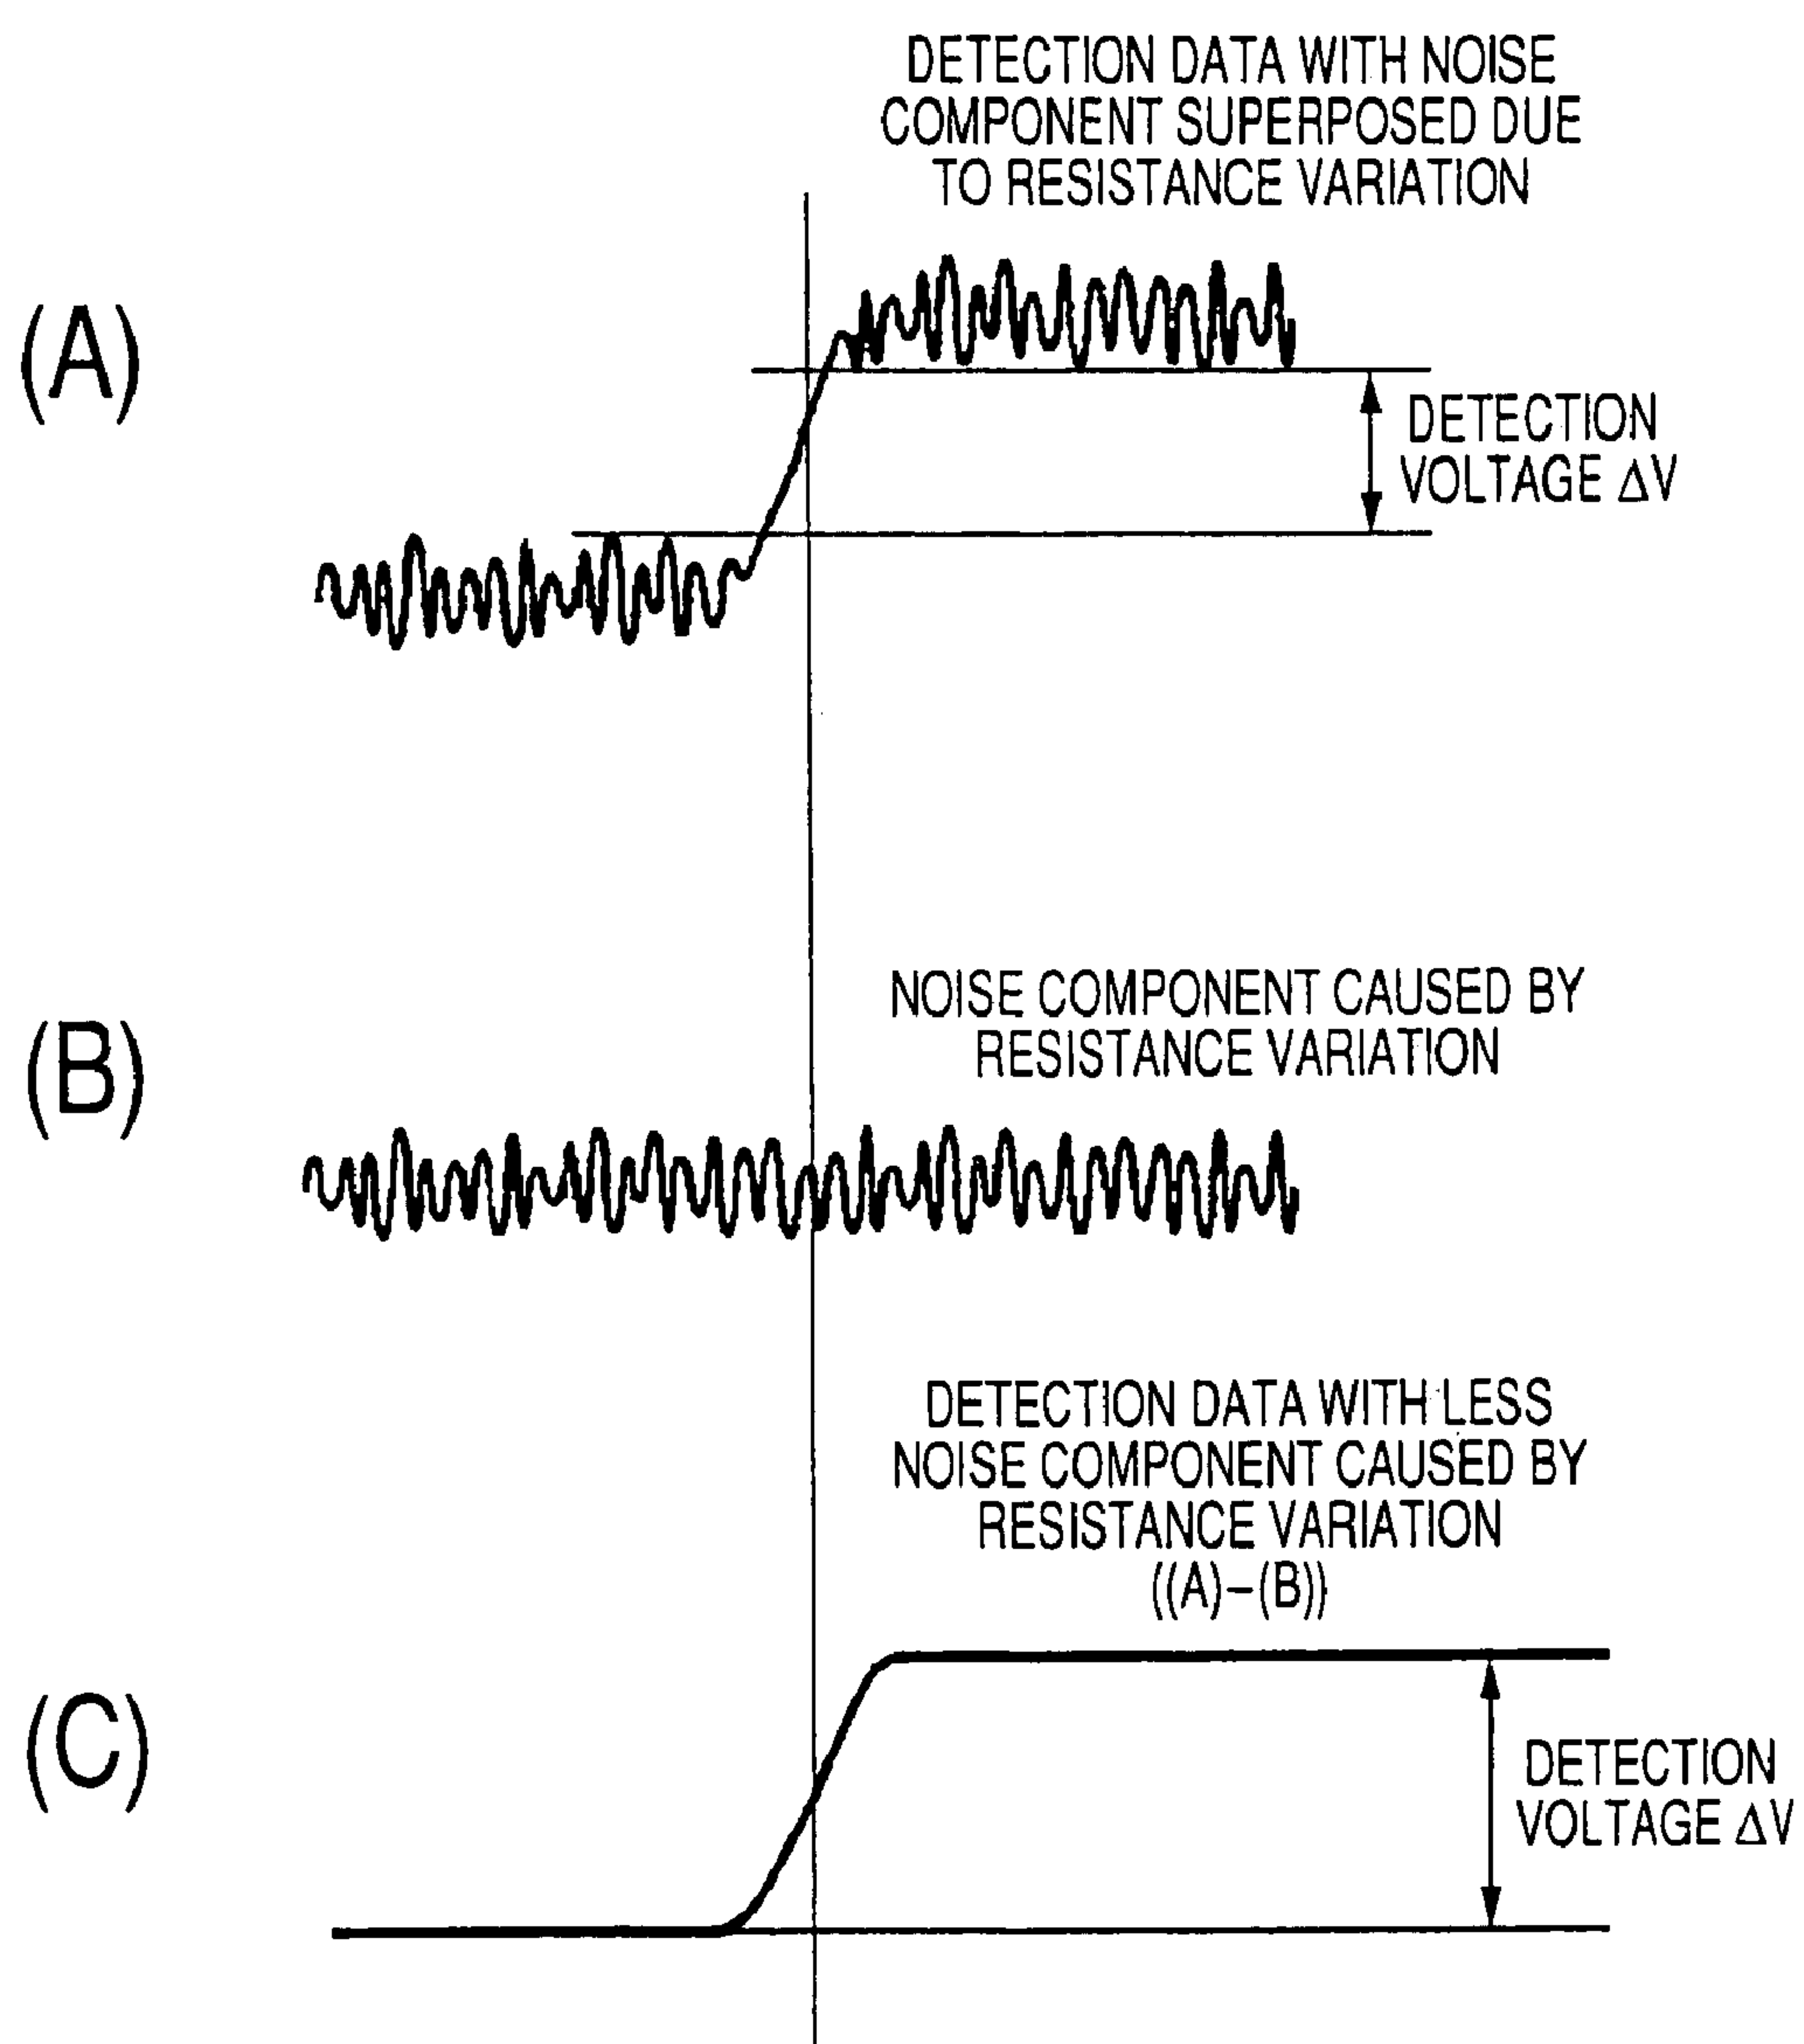 DETECTION DATA WITH NOISE
COMPONENT SUPERPOSED DUE
TO RESISTANCE VARIATION
(A)
DETECTION
VOLTAGE ΔV
NOISE COMPONENT CAUSED BY
RESISTANCE VARIATION
(B)
DETECTION DATA WITH LESS
NOISE COMPONENT CAUSED BY
RESISTANCE VARIATION
((A)–(B))
(C)
DETECTION
VOLTAGE ΔV